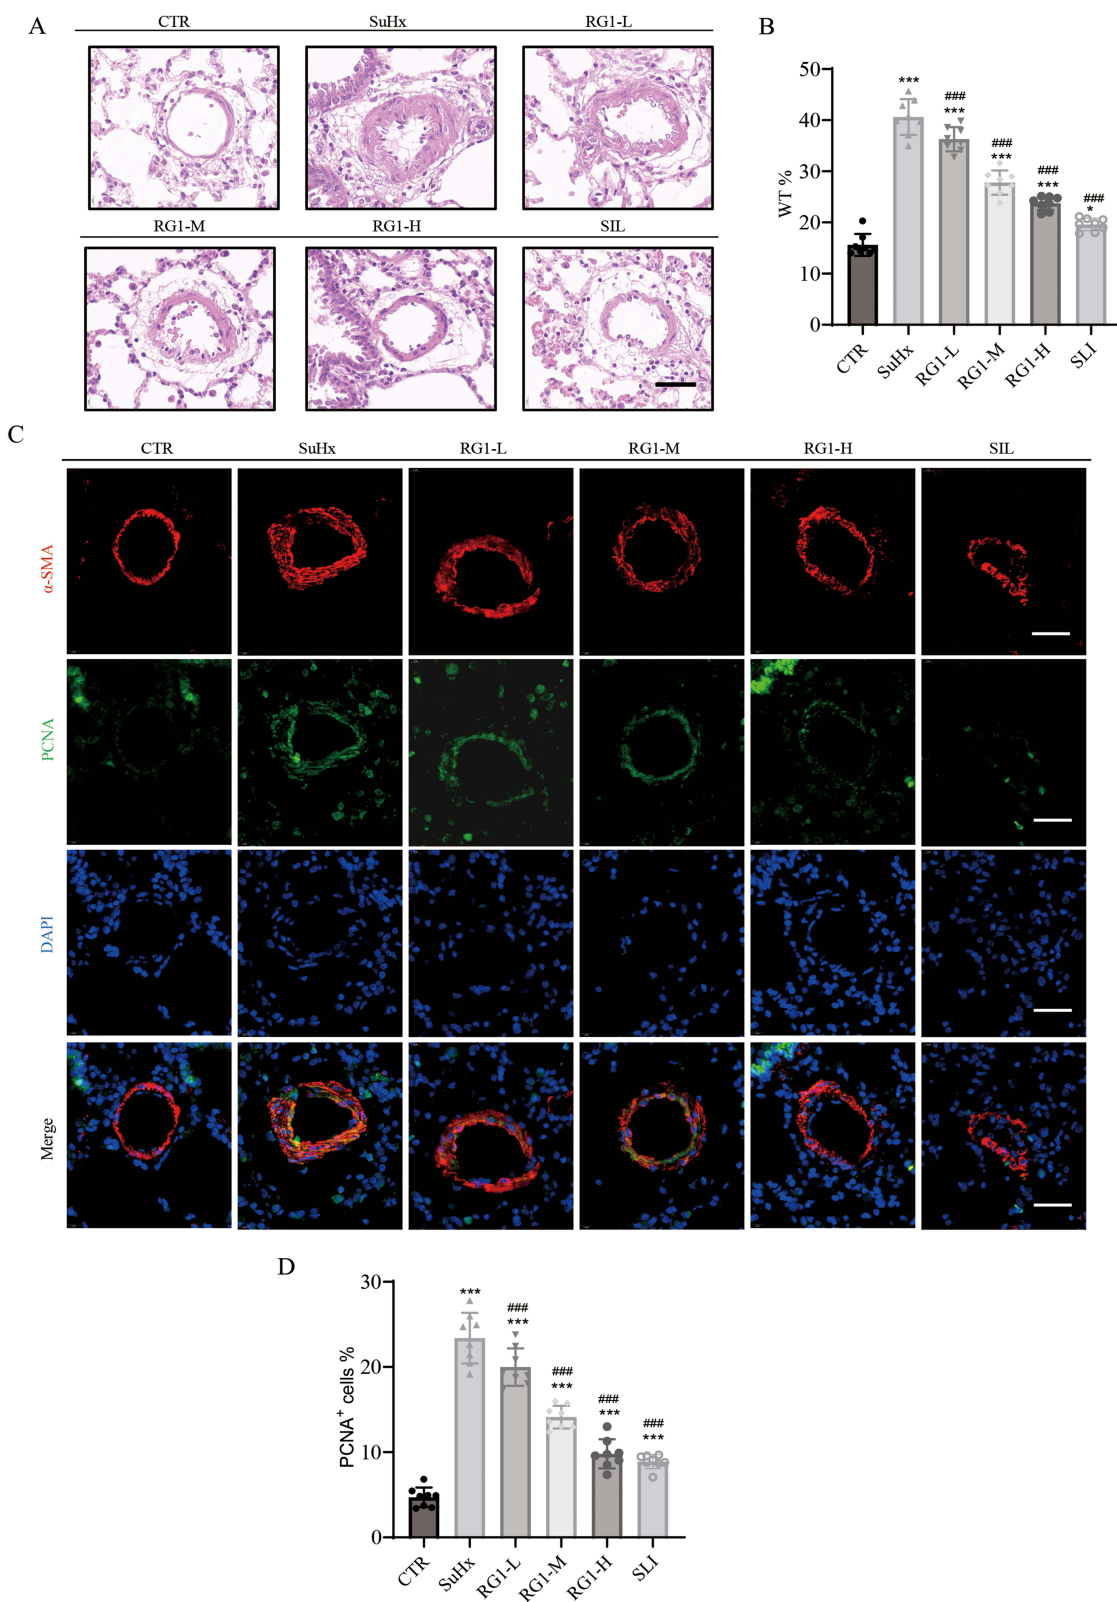 A
CTR
SuHx
RG1-L
RG1-M
RG1-H
SIL
B
WT %
50
40
30
20
10
0
***
###
***
###
***
###
***
###
*
CTR
SuHx
RG1-L
RG1-M
RG1-H
SLI
C
CTR
SuHx
RG1-L
RG1-M
RG1-H
SIL
α-SMA
PCNA
DAPI
Merge
D
PCNA⁺ cells %
30
20
10
0
***
###
***
###
***
###
***
###
***
CTR
SuHx
RG1-L
RG1-M
RG1-H
SLI